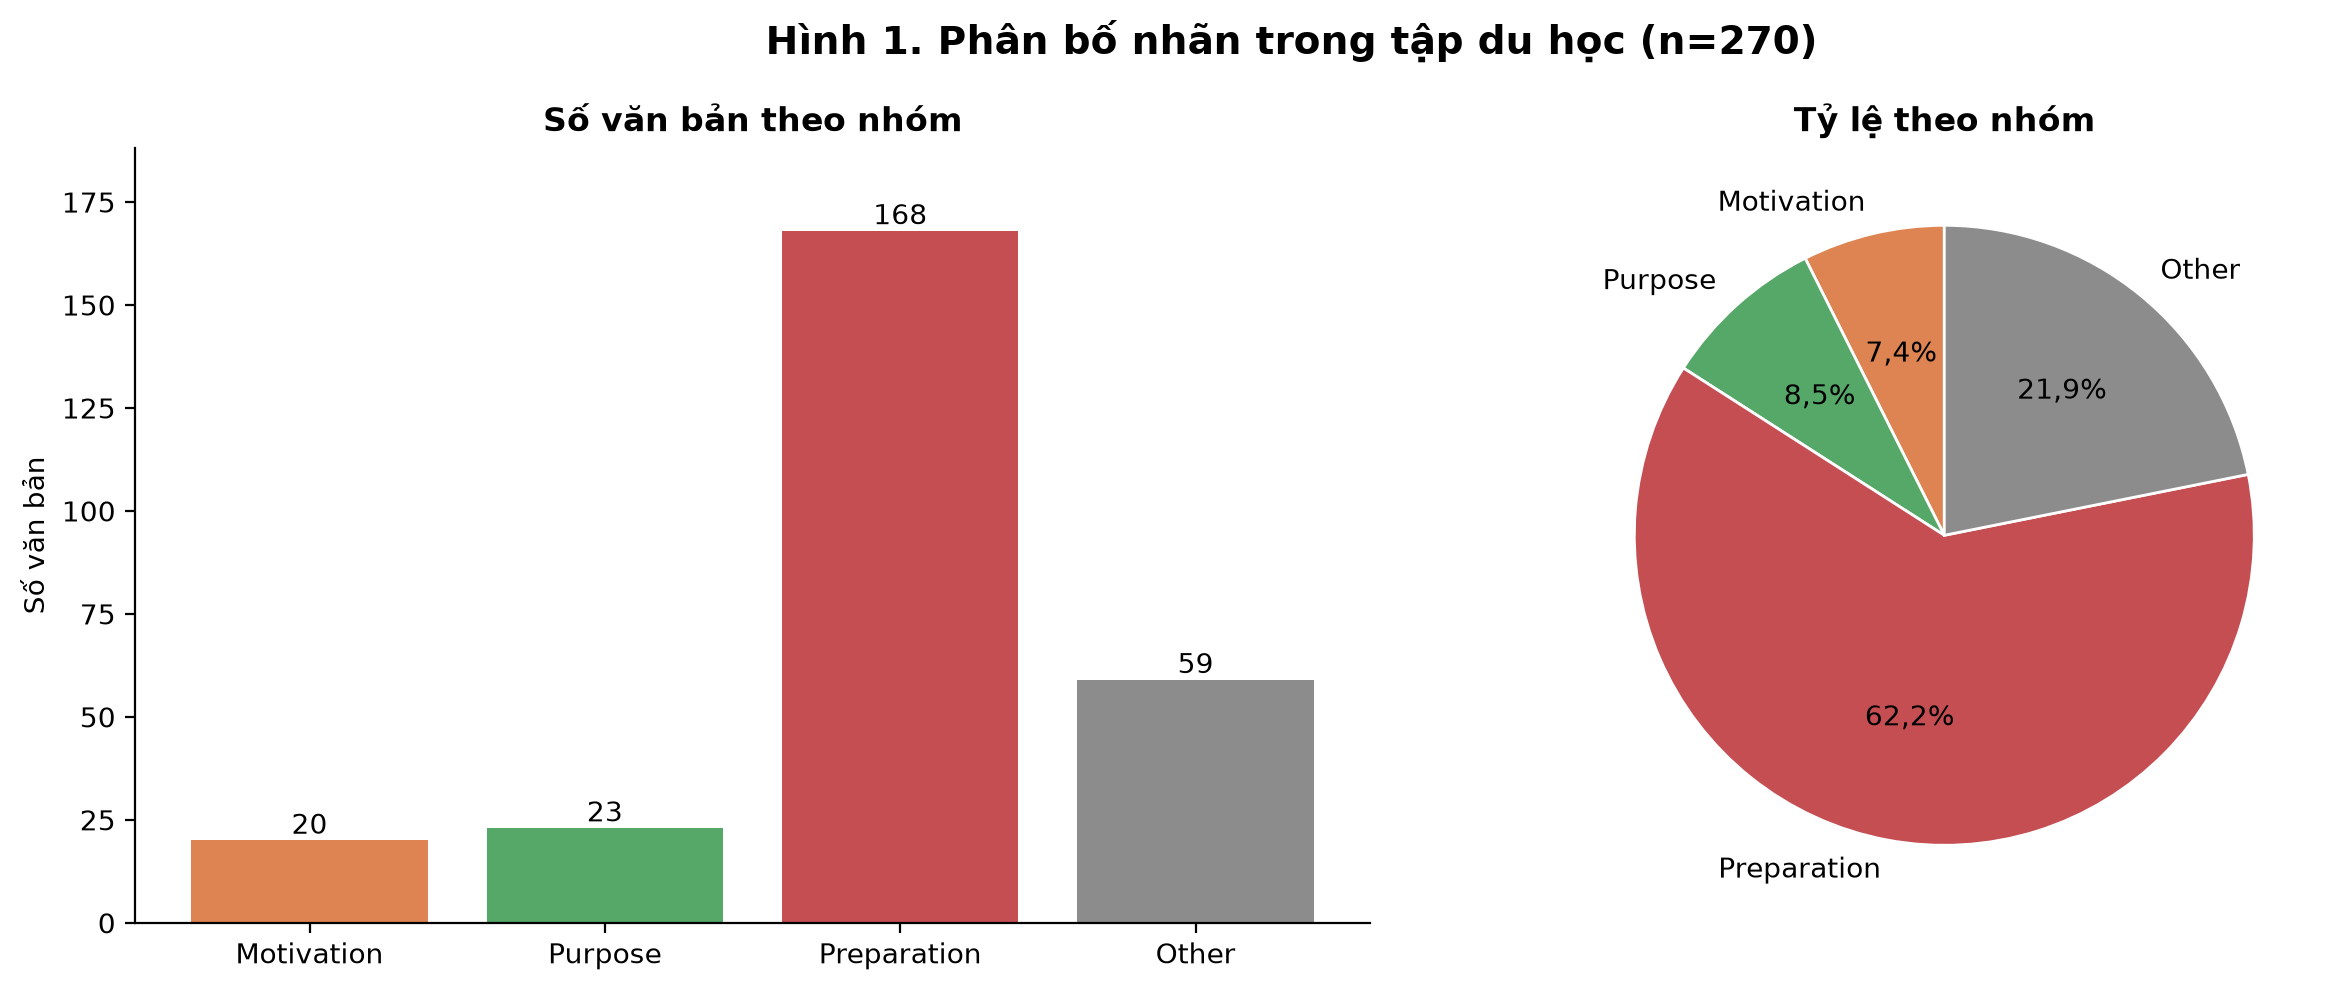 Hình 1. Phân bố nhãn trong tập du học (n=270)
Số văn bản theo nhóm
Số văn bản
175
150
125
100
75
50
25
0
20
23
168
59
Motivation
Purpose
Preparation
Other
Tỷ lệ theo nhóm
Motivation
Purpose
Other
7,4%
8,5%
21,9%
62,2%
Preparation